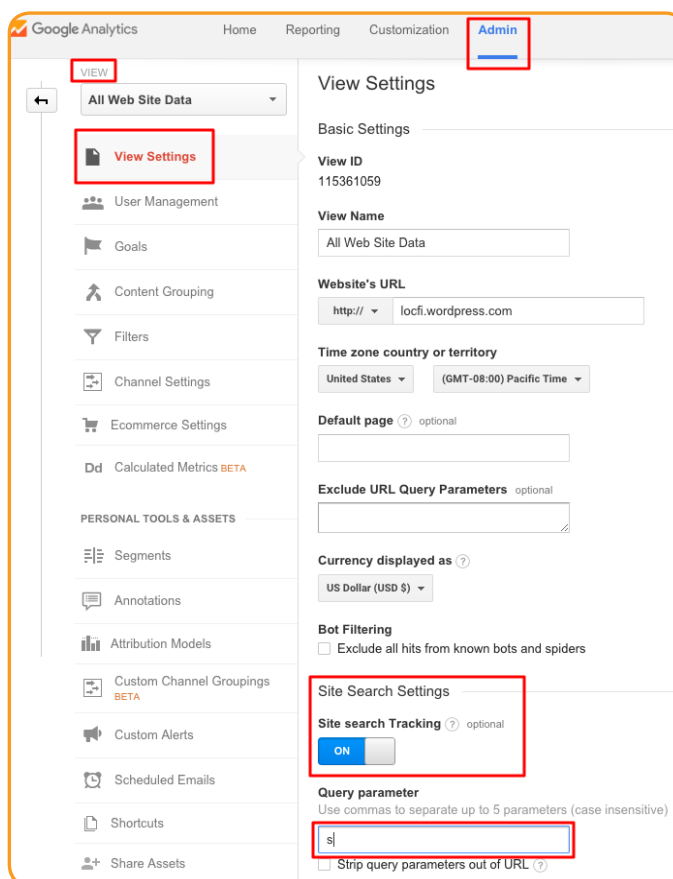 Google Analytics
Home Reporting Customization Admin
VIEW
All Web Site Data
View Settings
User Management
Goals
Content Grouping
Filters
Channel Settings
Ecommerce Settings
Dd Calculated Metrics BETA
PERSONAL TOOLS & ASSETS
Segments
Annotations
Attribution Models
Custom Channel Groupings
BETA
Custom Alerts
Scheduled Emails
Shortcuts
Share Assets
View Settings
Basic Settings
View ID
115361059
View Name
All Web Site Data
Website's URL
http:// locfi.wordpress.com
Time zone country or territory
United States (GMT-08:00) Pacific Time
Default page ? optional
Exclude URL Query Parameters optional
Currency displayed as ?
US Dollar (USD $)
Bot Filtering
Exclude all hits from known bots and spiders
Site Search Settings
Site search Tracking ? optional
ON
Query parameter
Use commas to separate up to 5 parameters (case insensitive)
s
Strip query parameters out of URL ?